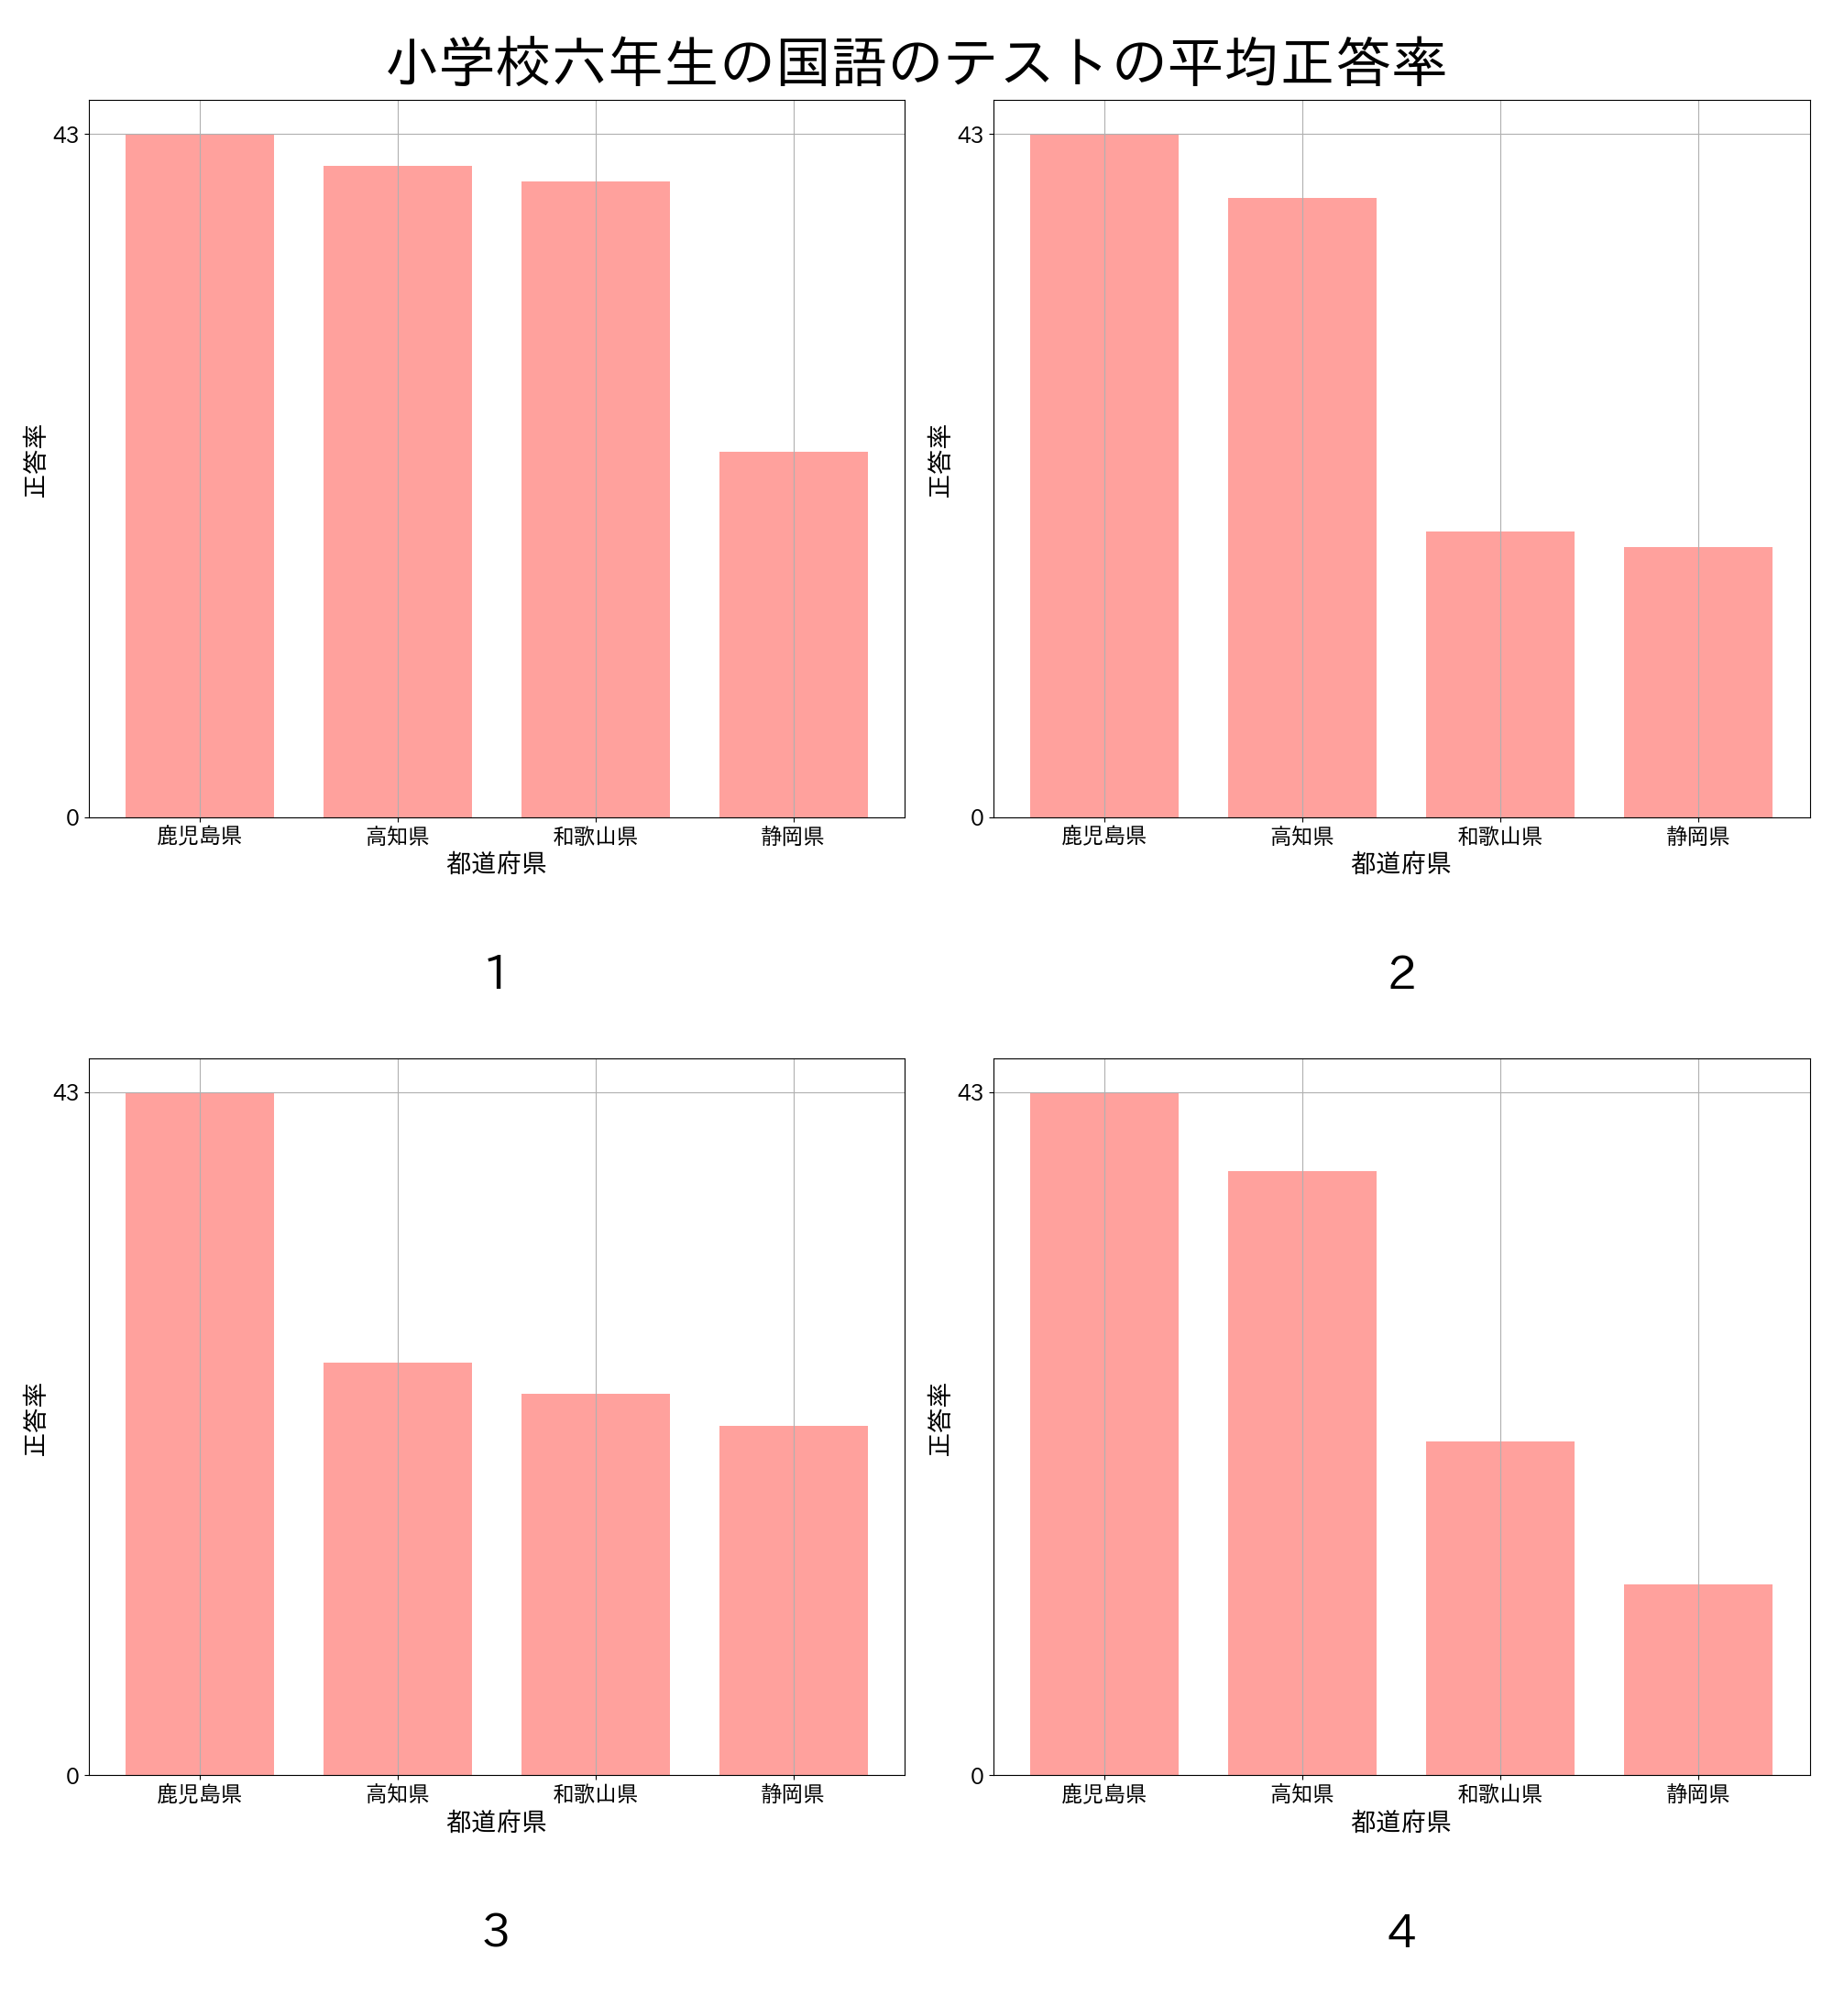 小学校六年生の国語のテストの平均正答率
43
正答率
0
鹿児島県 高知県 和歌山県 静岡県
都道府県
1
43
正答率
0
鹿児島県 高知県 和歌山県 静岡県
都道府県
2
43
正答率
0
鹿児島県 高知県 和歌山県 静岡県
都道府県
3
43
正答率
0
鹿児島県 高知県 和歌山県 静岡県
都道府県
4